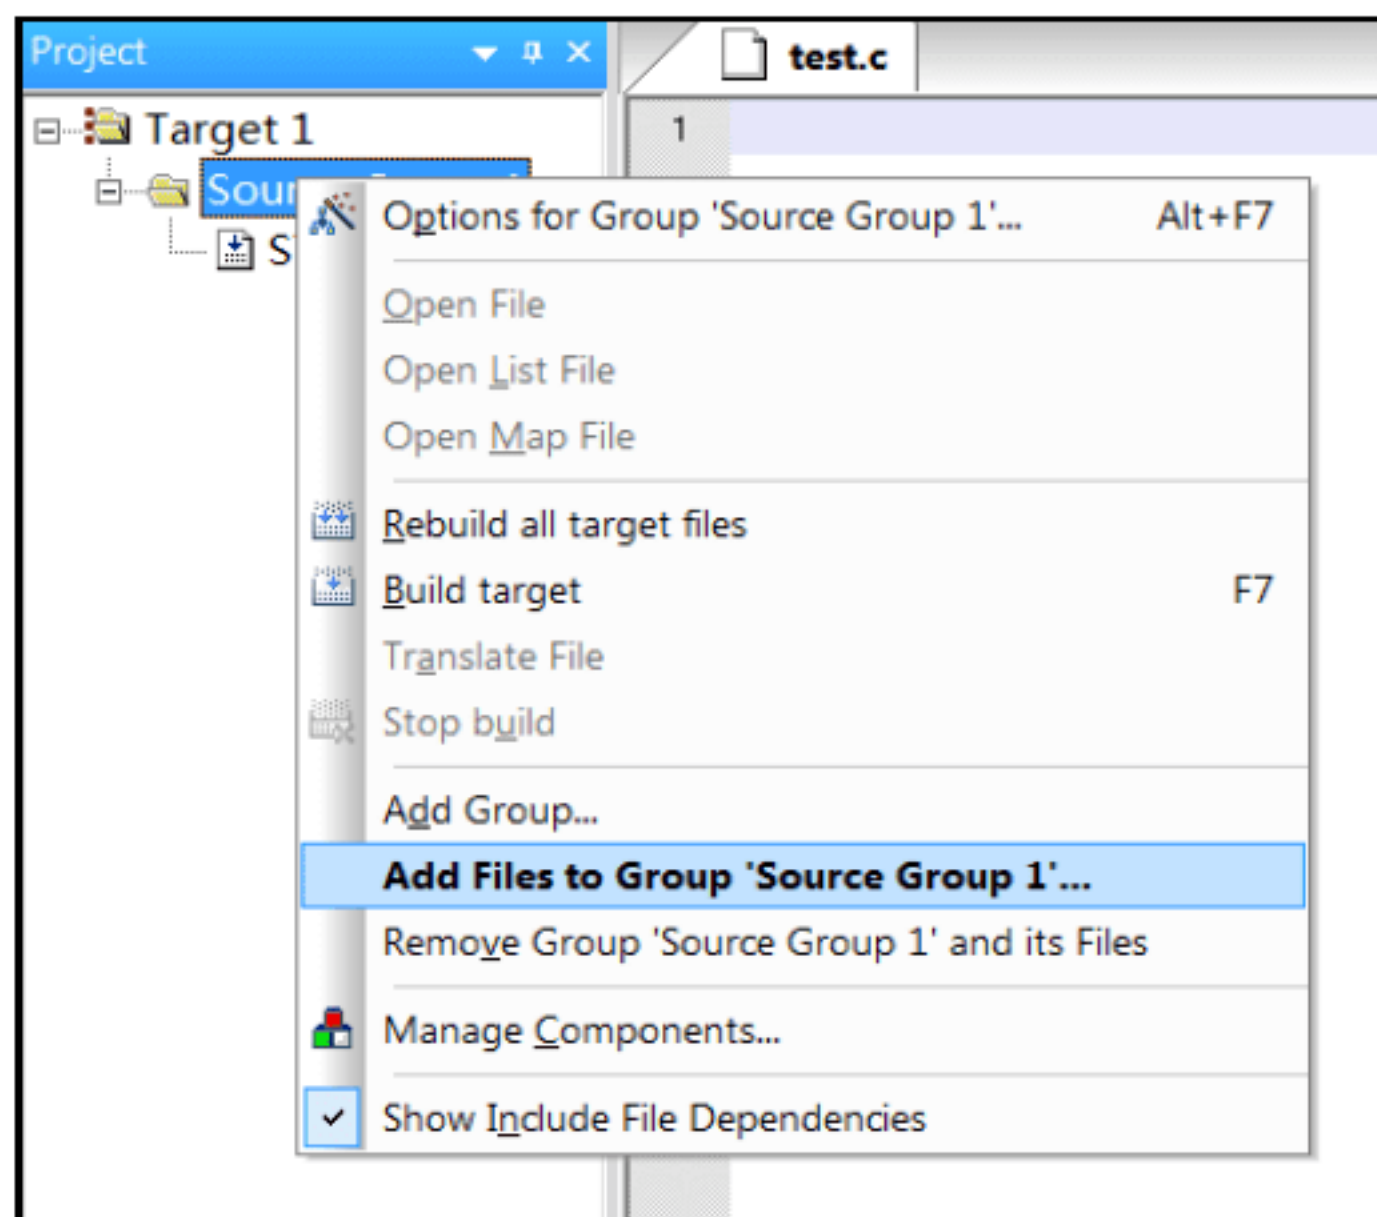 Project
test.c
Target 1
1
Options for Group 'Source Group 1'... Alt+F7
Open File
Open List File
Open Map File
Rebuild all target files
Build target F7
Translate File
Stop build
Add Group...
Add Files to Group 'Source Group 1'...
Remove Group 'Source Group 1' and its Files
Manage Components...
Show Include File Dependencies